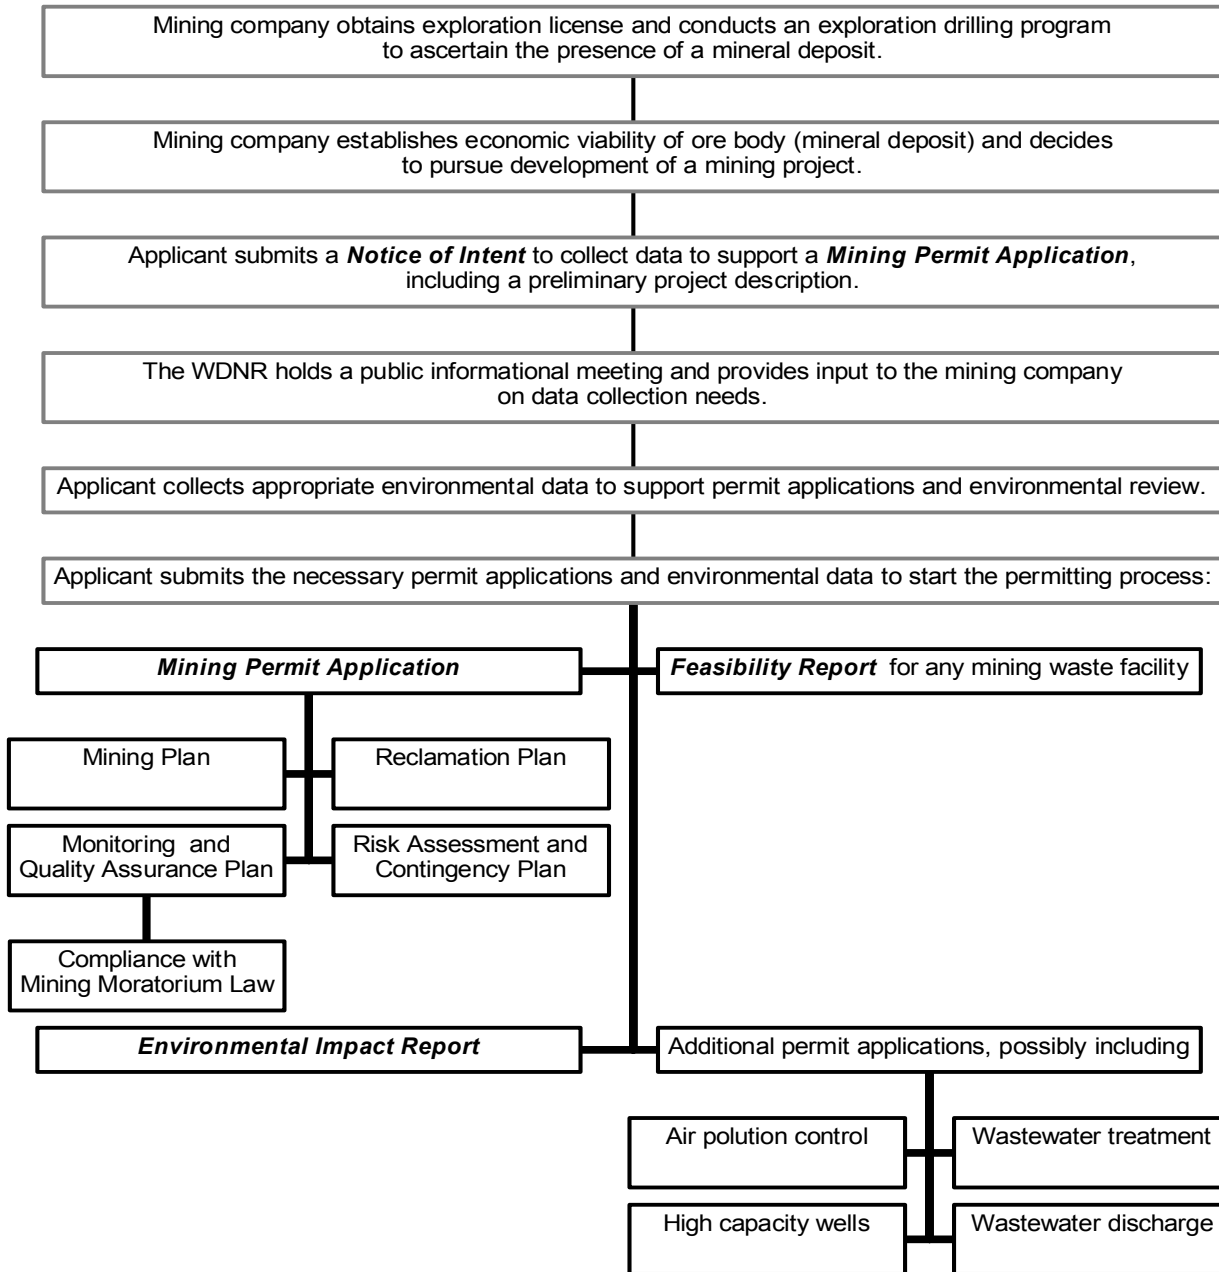 Mining company obtains exploration license and conducts an exploration drilling program
to ascertain the presence of a mineral deposit.
Mining company establishes economic viability of ore body (mineral deposit) and decides
to pursue development of a mining project.
Applicant submits a Notice of Intent to collect data to support a Mining Permit Application,
including a preliminary project description.
The WDNR holds a public informational meeting and provides input to the mining company
on data collection needs.
Applicant collects appropriate environmental data to support permit applications and environmental review.
Applicant submits the necessary permit applications and environmental data to start the permitting process:
Mining Permit Application
Feasibility Report for any mining waste facility
Mining Plan
Reclamation Plan
Monitoring and
Quality Assurance Plan
Risk Assessment and
Contingency Plan
Compliance with
Mining Moratorium Law
Environmental Impact Report
Additional permit applications, possibly including
Air polution control
Wastewater treatment
High capacity wells
Wastewater discharge